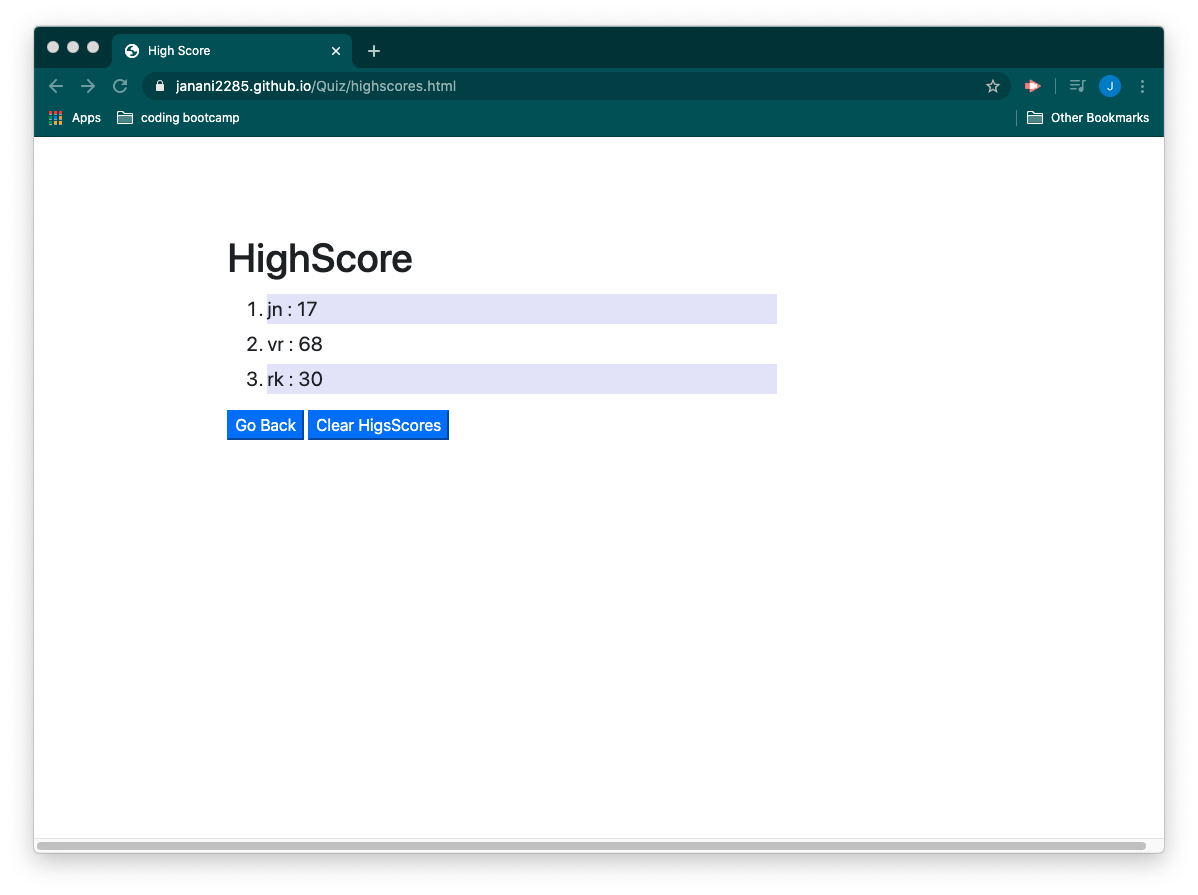 High Score
janani2285.github.io/Quiz/highscores.html
J
Apps
coding bootcamp
Other Bookmarks
HighScore
1. jn : 17
2. vr : 68
3. rk : 30
Go Back Clear HigsScores